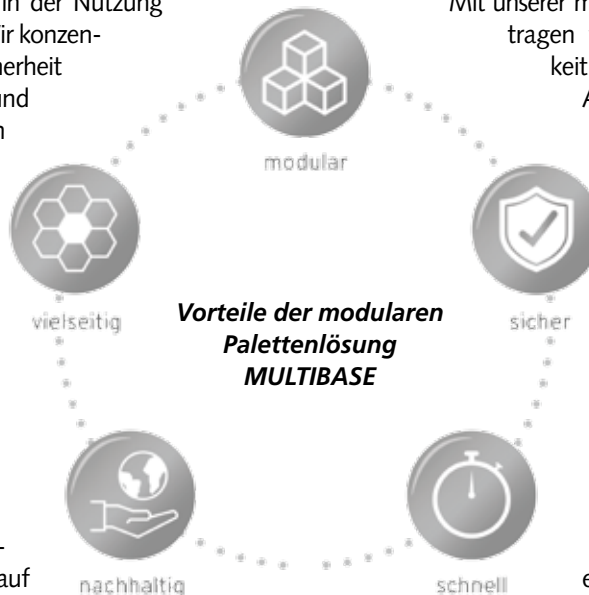 in der Nutzung
Mit unserer
ir konzen-
tragen
nerheit
keit
und
modular
vielseitig
Vorteile der modularen
Palettenlösung
MULTIBASE
sicher
auf
nachhaltig
schnell